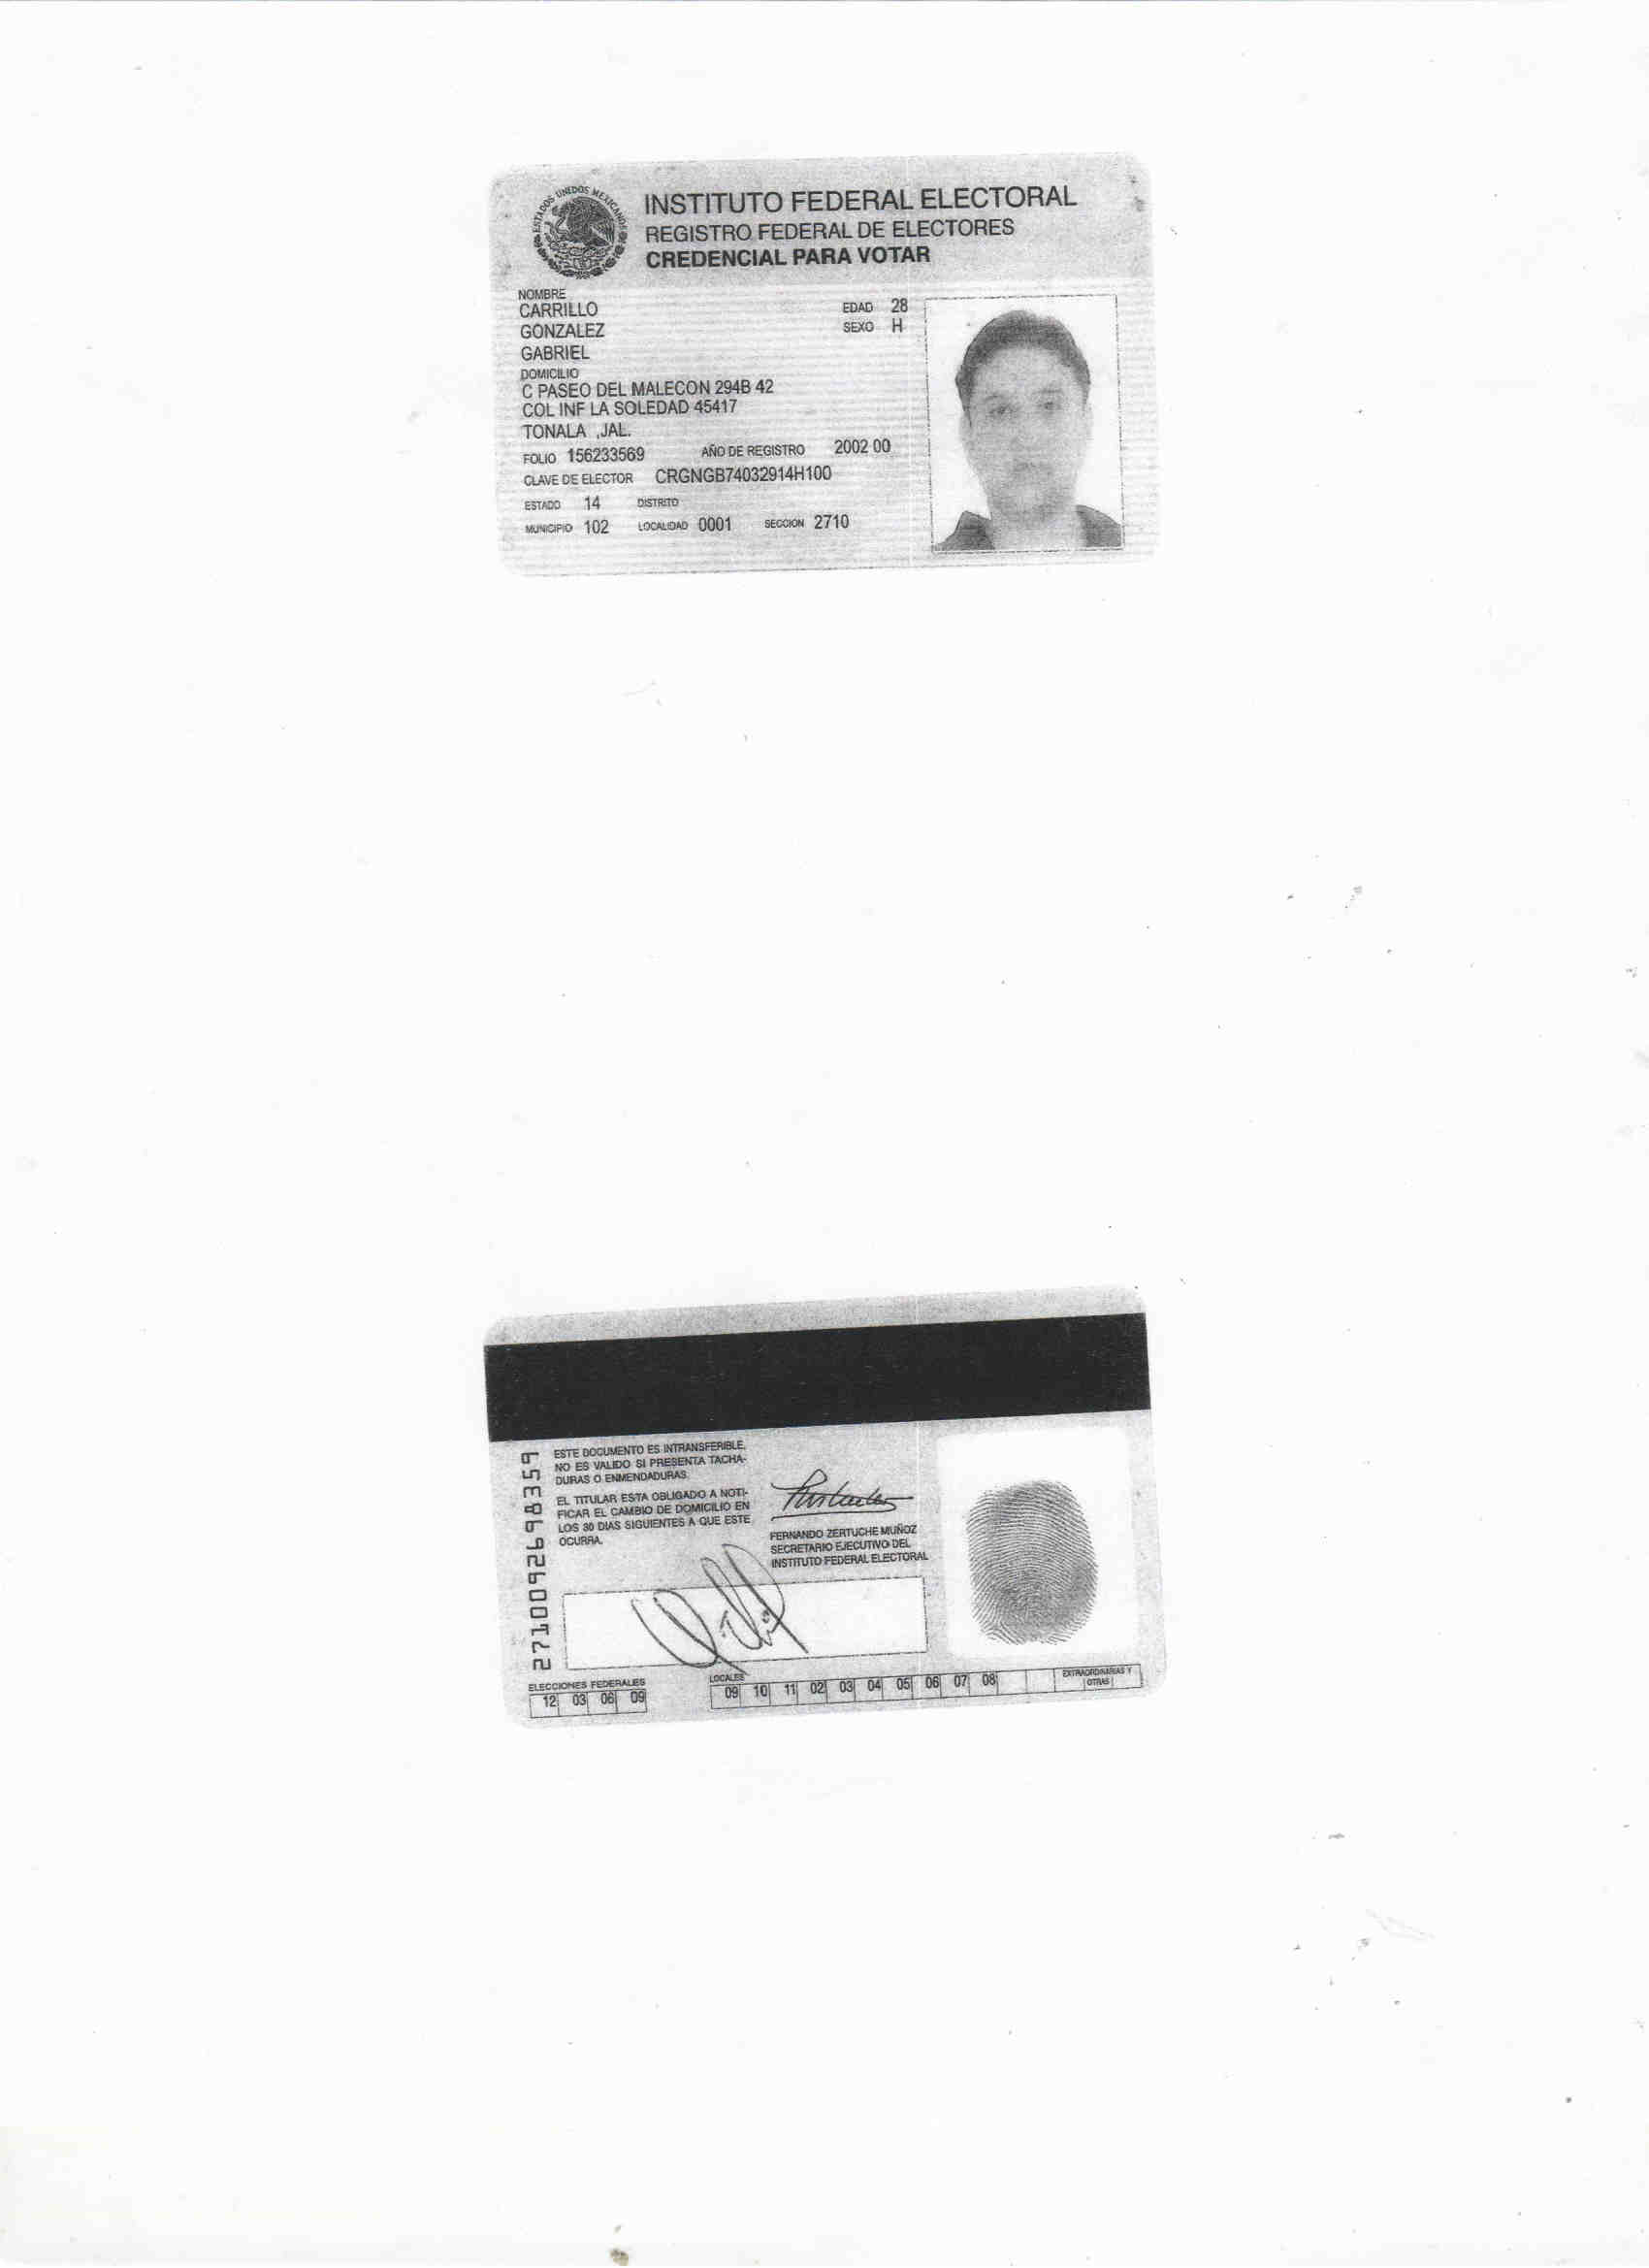 ESTADOS UNIDOS MEXICANOS
INSTITUTO FEDERAL ELECTORAL
REGISTRO FEDERAL DE ELECTORES
CREDENCIAL PARA VOTAR
NOMBRE
CARRILLO
GONZALEZ
GABRIEL
EDAD 28
SEXO H
DOMICILIO
C PASEO DEL MALECON 294B 42
COL INF LA SOLEDAD 45417
TONALA ,JAL.
FOLIO 156233569 AÑO DE REGISTRO 2002 00
CLAVE DE ELECTOR CRGNGB74032914H100
ESTADO 14 DISTRITO
MUNICIPIO 102 LOCALIDAD 0001 SECCION 2710
2710092698359
ESTE DOCUMENTO ES INTRANSFERIBLE.
NO ES VALIDO SI PRESENTA TACHA-
DURAS O ENMENDADURAS.
EL TITULAR ESTA OBLIGADO A NOTI-
FICAR EL CAMBIO DE DOMICILIO EN
LOS 30 DIAS SIGUIENTES A QUE ESTE
OCURRA.
FERNANDO ZERTUCHE MUÑOZ
SECRETARIO EJECUTIVO DEL
INSTITUTO FEDERAL ELECTORAL
ELECCIONES FEDERALES
12 03 06 09
LOCALES
09 10 11 02 03 04 05 06 07 08
EXTRAORDINARIAS Y
OTRAS